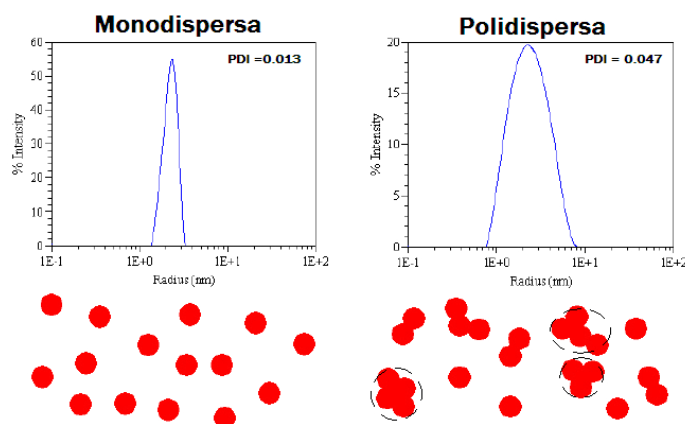 Monodispersa
PDI =0.013
60
50
40
30
20
10
0
% Intensity
1E-1
1E+0
1E+1
1E+2
Radius (nm)
Polidispersa
PDI = 0.047
20
15
10
5
0
% Intensity
1E-1
1E+0
1E+1
1E+2
Radius (nm)